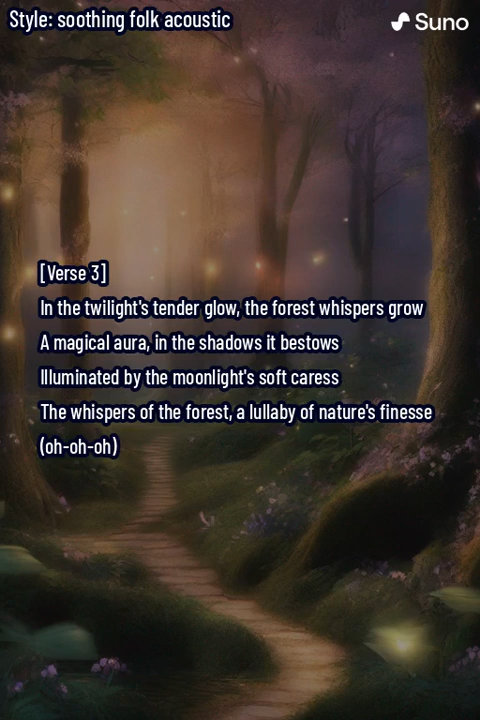 Style: soothing folk acoustic
Suno
[Verse 3]
In the twilight's tender glow, the forest whispers grow
A magical aura, in the shadows it bestows
Illuminated by the moonlight's soft caress
The whispers of the forest, a lullaby of nature's finesse
(oh-oh-oh)